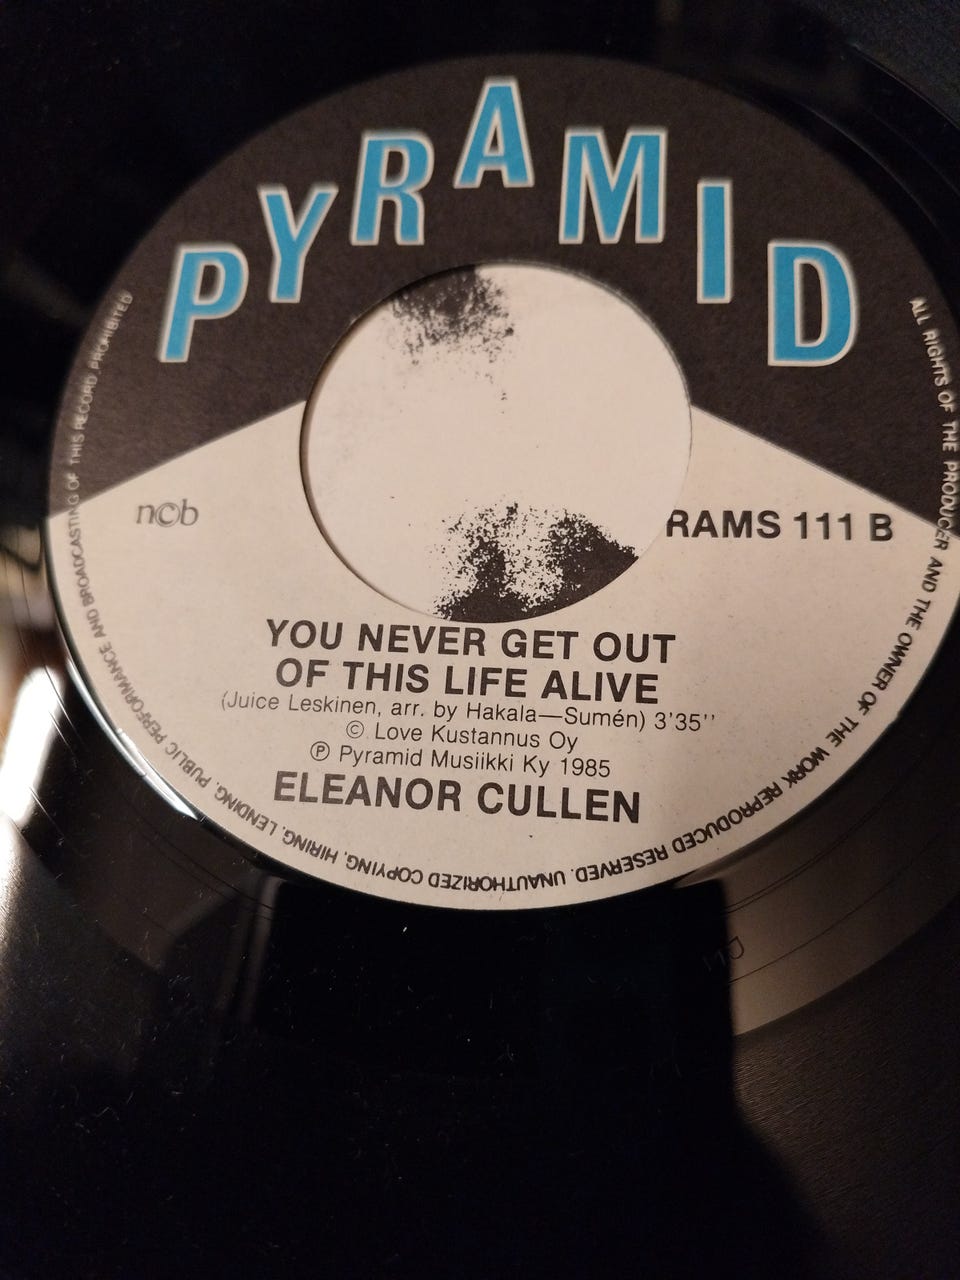 PYRAMID
ncb
RAMS 111 B
YOU NEVER GET OUT
OF THIS LIFE ALIVE
(Juice Leskinen, arr. by Hakala—Sumén) 3'35''
© Love Kustannus Oy
℗ Pyramid Musiikki Ky 1985
ELEANOR CULLEN
ALL RIGHTS OF THE PRODUCER AND THE OWNER OF THE WORK REPRODUCED RESERVED. UNAUTHORIZED COPYING, HIRING, LENDING, PUBLIC PERFORMANCE AND BROADCASTING OF THIS RECORD PROHIBITED